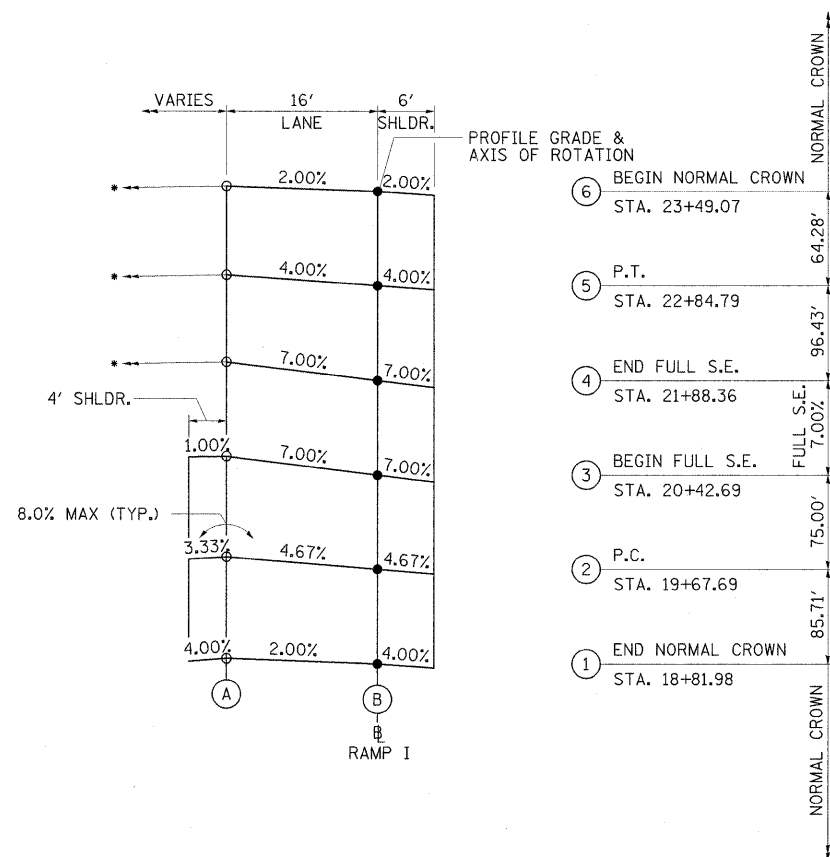 VARIES
16'
LANE
6'
SHLDR.
PROFILE GRADE &
AXIS OF ROTATION
*
2.00%
2.00%
*
4.00%
4.00%
*
7.00%
7.00%
4' SHLDR.
1.00%
7.00%
7.00%
8.0% MAX (TYP.)
3.33%
4.67%
4.67%
4.00%
2.00%
4.00%
A
B
RAMP I
6
BEGIN NORMAL CROWN
STA. 23+49.07
5
P.T.
STA. 22+84.79
4
END FULL S.E.
STA. 21+88.36
3
BEGIN FULL S.E.
STA. 20+42.69
2
P.C.
STA. 19+67.69
1
END NORMAL CROWN
STA. 18+81.98
NORMAL CROWN
64.28'
96.43'
FULL S.E.
7.00%
75.00'
85.71'
NORMAL CROWN